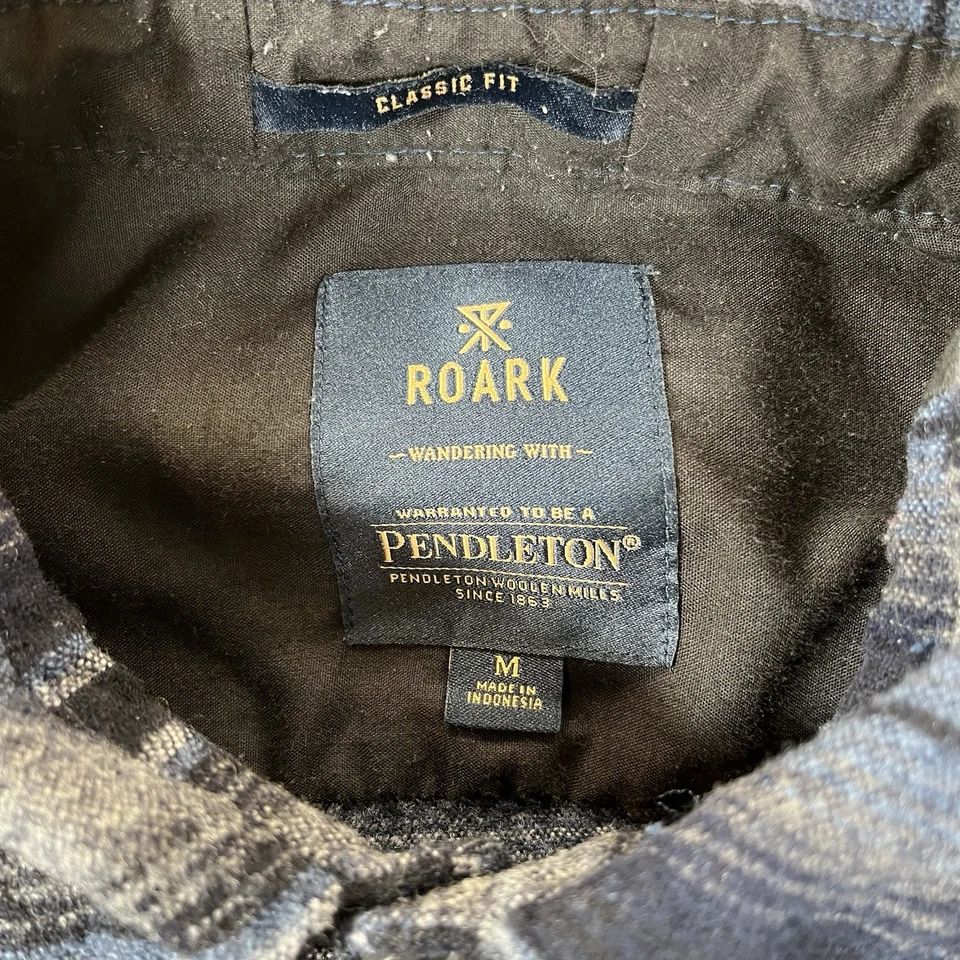 CLASSIC FIT
ROARK
~WANDERING WITH~
WARRANTED TO BE A
PENDLETON®
PENDLETON WOOLEN MILLS
SINCE 1863
M
MADE IN
INDONESIA